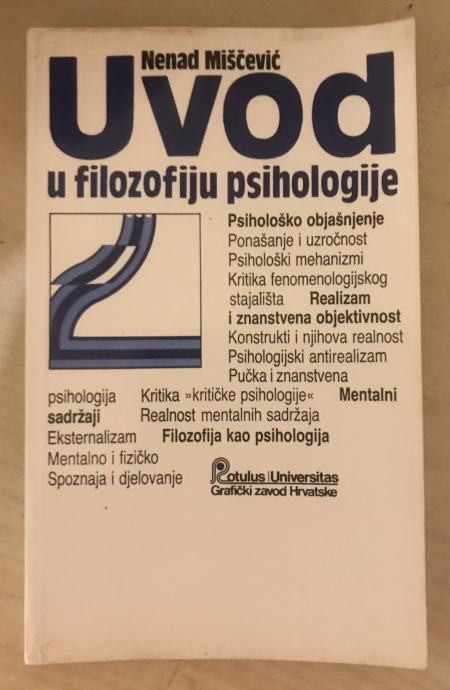 Nenad Miščević
Uvod
u filozofiju psihologije
Psihološko objašnjenje
Ponašanje i uzročnost
Psihološki mehanizmi
Kritika fenomenologijskog
stajališta Realizam
i znanstvena objektivnost
Konstrukti i njihova realnost
Psihologijski antirealizam
Pučka i znanstvena
psihologija Kritika »kritičke psihologije« Mentalni
sadržaji Realnost mentalnih sadržaja
Eksternalizam Filozofija kao psihologija
Mentalno i fizičko
Spoznaja i djelovanje
Rotulus Universitas
Grafički zavod Hrvatske